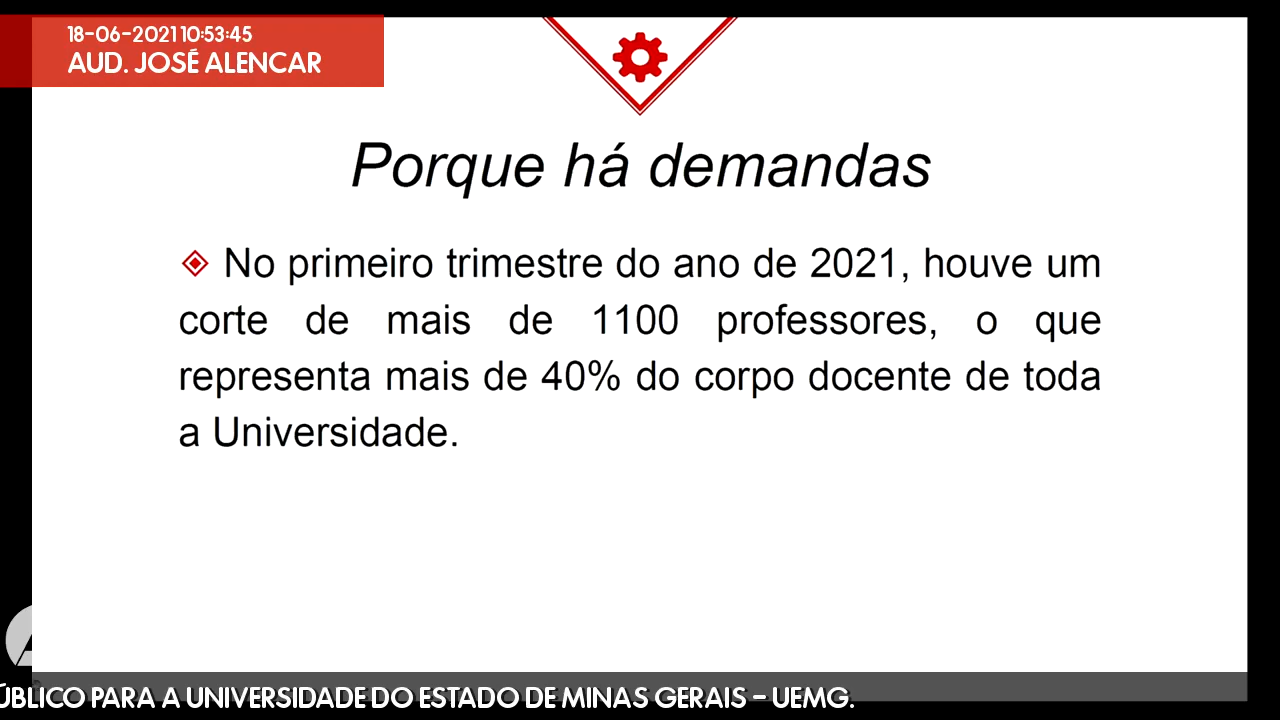 18-06-2021 10:53:45
AUD. JOSÉ ALENCAR
Porque há demandas
No primeiro trimestre do ano de 2021, houve um
corte de mais de 1100 professores, o que
representa mais de 40% do corpo docente de toda
a Universidade.
PARA A UNIVERSIDADE DO ESTADO DE MINAS GERAIS – UEMG.